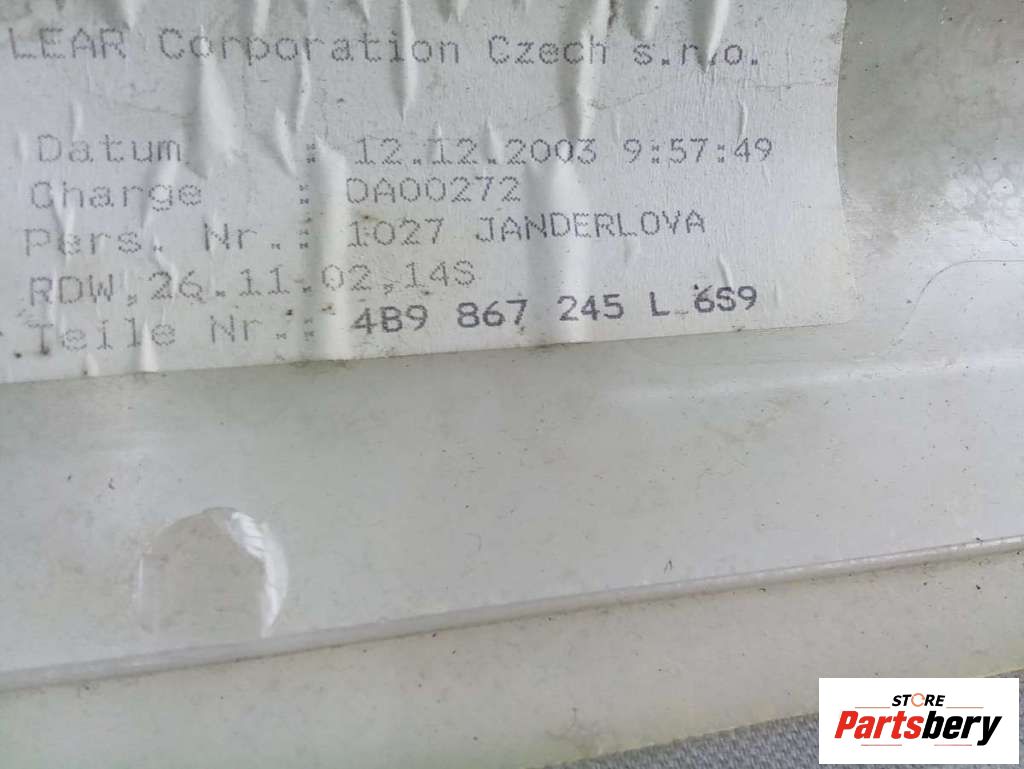 LEAR Corporation Czech s.r.o.
Datum : 12.12.2003 9:57:49
Charge : DA00272
Pers. Nr.: 1027 JANDERLOVA
RDW,26.11.02,14S
Teile Nr.: 4B9 867 245 L 6S9
STORE
Partsbery